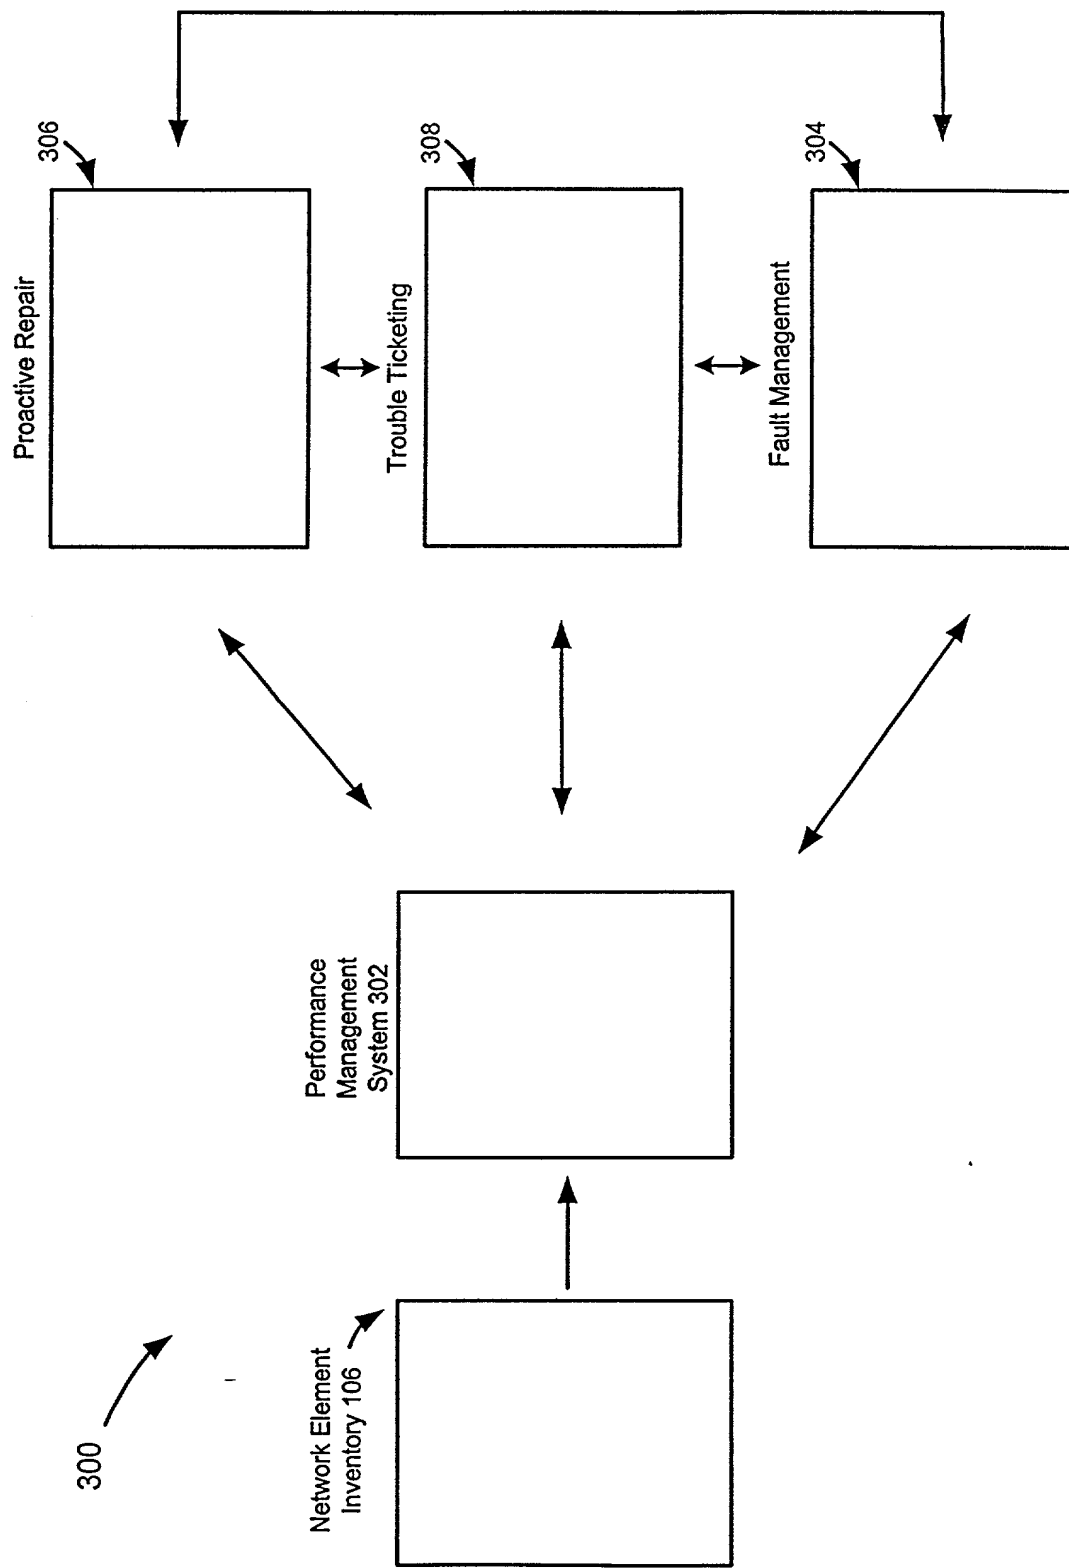 300
Network Element
Inventory 106
Performance
Management
System 302
Proactive Repair
306
Trouble Ticketing
308
Fault Management
304